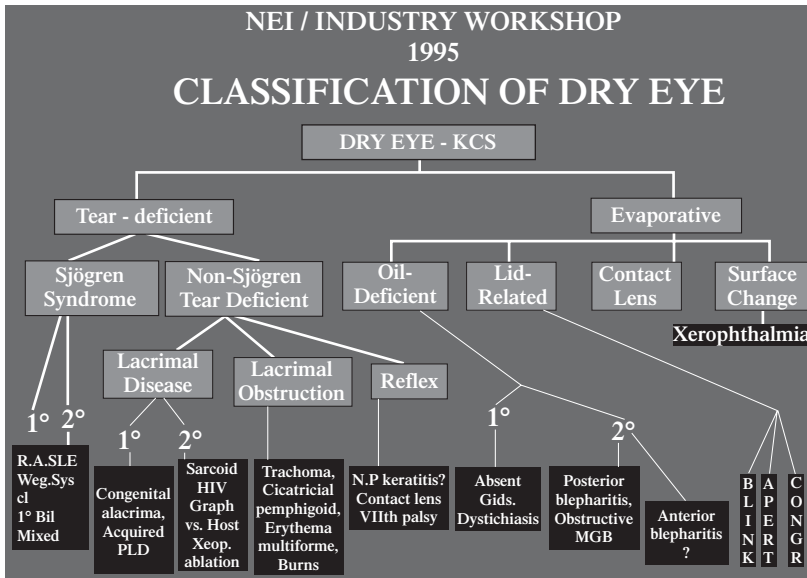 NEI / INDUSTRY WORKSHOP
1995
CLASSIFICATION OF DRY EYE
DRY EYE - KCS
Tear - deficient
Evaporative
Sjögren
Syndrome
Non-Sjögren
Tear Deficient
Oil-
Deficient
Lid-
Related
Contact
Lens
Surface
Change
Xerophthalmia
Lacrimal
Disease
Lacrimal
Obstruction
Reflex
1°
2°
1°
2°
1°
2°
R.A.SLE
Weg.Sys
cl
1° Bil
Mixed
Congenital
alacrima,
Acquired
PLD
Sarcoid
HIV
Graph
vs. Host
Xeop.
ablation
Trachoma,
Cicatricial
pemphigoid,
Erythema
multiforme,
Burns
N.P keratitis?
Contact lens
VIIth palsy
Absent
Gids.
Dystichiasis
Posterior
blepharitis,
Obstructive
MGB
Anterior
blepharitis
?
BLINK
APERT
CONGR